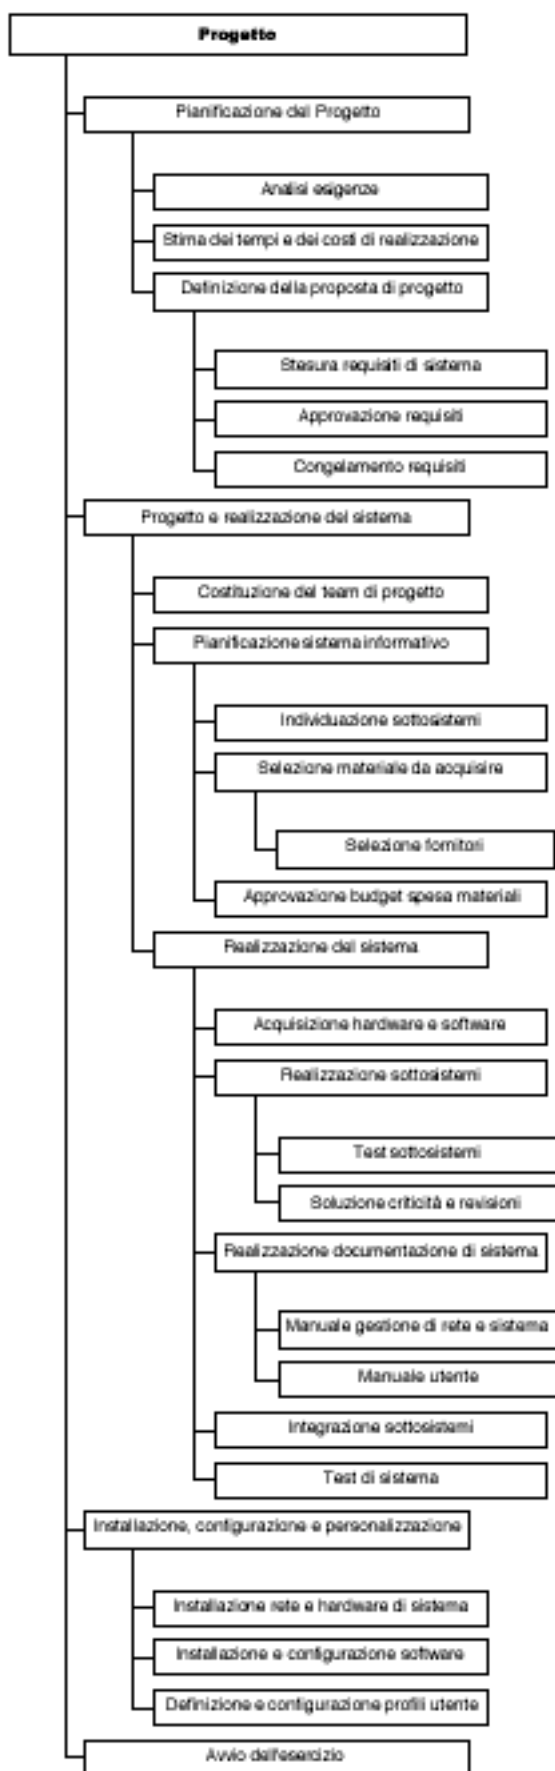 Progetto
Pianificazione del Progetto
Analisi esigenze
Stima dei tempi e dei costi di realizzazione
Definizione della proposta di progetto
Stesura requisiti di sistema
Approvazione requisiti
Congelamento requisiti
Progetto e realizzazione del sistema
Costituzione del team di progetto
Pianificazione sistema informativo
Individuazione sottosistemi
Selezione materiale da acquisire
Selezione fornitori
Approvazione budget spesa materiali
Realizzazione del sistema
Acquisizione hardware e software
Realizzazione sottosistemi
Test sottosistemi
Soluzione criticità e revisioni
Realizzazione documentazione di sistema
Manuale gestione di rete e sistema
Manuale utente
Integrazione sottosistemi
Test di sistema
Installazione, configurazione e personalizzazione
Installazione rete e hardware di sistema
Installazione e configurazione software
Definizione e configurazione profili utente
Avvio dell'esercizio